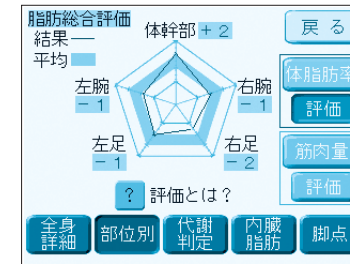 脂肪総合評価
結果
平均
体幹部+2
戻る
左腕
-1
右腕
-1
体脂肪率
評価
左足
-1
右足
-2
筋肉量
評価
? 評価とは?
全身
詳細
部位別
代謝
判定
内臓
脂肪
脚点